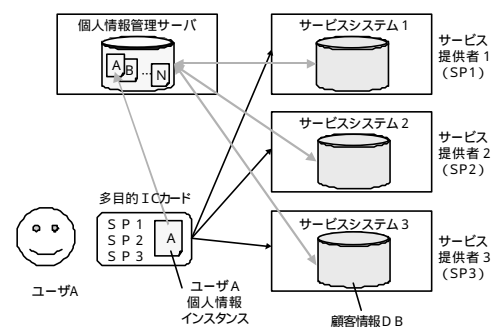 個人情報管理サーバ
A
B
...
N
サービスシステム1
サービス
提供者1
(SP1)
サービスシステム2
サービス
提供者2
(SP2)
多目的ICカード
SP1
SP2
SP3
A
サービスシステム3
サービス
提供者3
(SP3)
ユーザA
ユーザA
個人情報
インスタンス
顧客情報DB